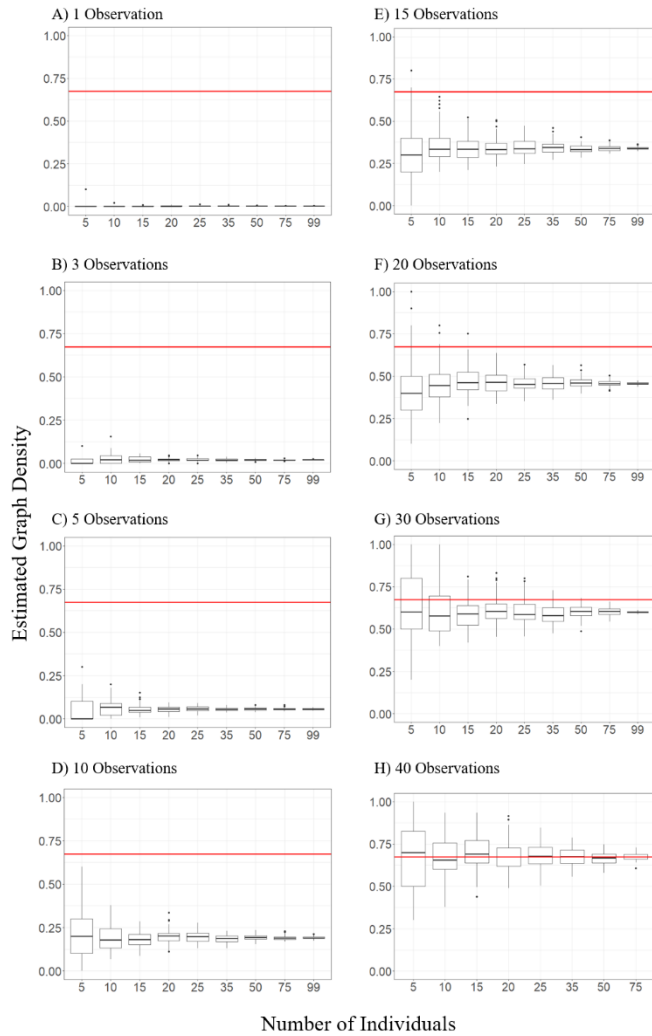 A) 1 Observation
1.00
0.75
0.50
0.25
0.00
5 10 15 20 25 35 50 75 99
B) 3 Observations
1.00
0.75
0.50
0.25
0.00
5 10 15 20 25 35 50 75 99
C) 5 Observations
1.00
0.75
0.50
0.25
0.00
5 10 15 20 25 35 50 75 99
D) 10 Observations
1.00
0.75
0.50
0.25
0.00
5 10 15 20 25 35 50 75 99
E) 15 Observations
1.00
0.75
0.50
0.25
0.00
5 10 15 20 25 35 50 75 99
F) 20 Observations
1.00
0.75
0.50
0.25
0.00
5 10 15 20 25 35 50 75 99
G) 30 Observations
1.00
0.75
0.50
0.25
0.00
5 10 15 20 25 35 50 75 99
H) 40 Observations
1.00
0.75
0.50
0.25
0.00
5 10 15 20 25 35 50 75
Estimated Graph Density
Number of Individuals